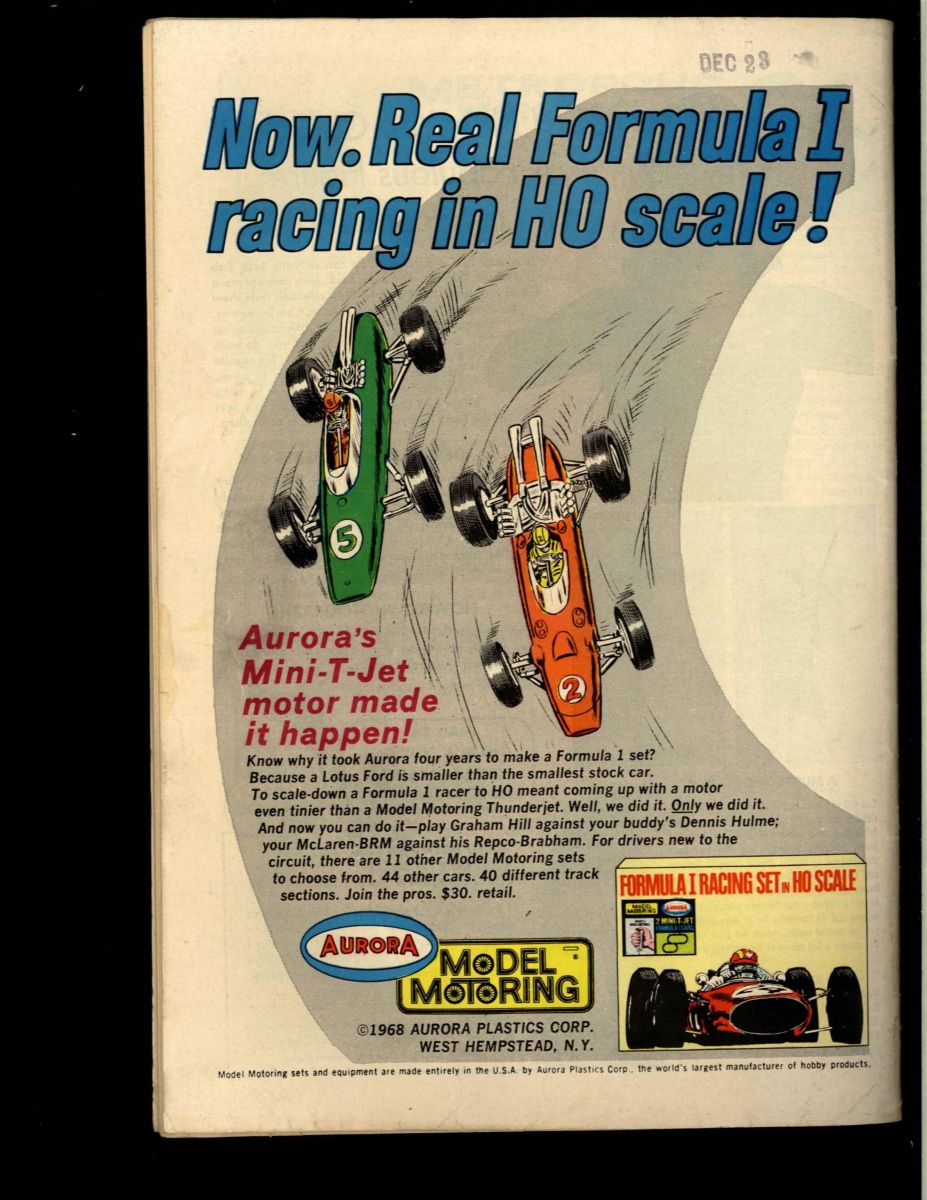 DEC 23
Now. Real Formula I
racing in HO scale!
5
2
Aurora's
Mini-T-Jet
motor made
it happen!
Know why it took Aurora four years to make a Formula 1 set?
Because a Lotus Ford is smaller than the smallest stock car.
To scale-down a Formula 1 racer to HO meant coming up with a motor
even tinier than a Model Motoring Thunderjet. Well, we did it. Only we did it.
And now you can do it—play Graham Hill against your buddy's Dennis Hulme;
your McLaren-BRM against his Repco-Brabham. For drivers new to the
circuit, there are 11 other Model Motoring sets
to choose from. 44 other cars. 40 different track
sections. Join the pros. $30. retail.
FORMULA I RACING SET IN HO SCALE
MODEL
MOTORING
AURORA
2 MINI-T-JET
FORMULA I CARS
AURORA
MODEL
MOTORING
©1968 AURORA PLASTICS CORP.
WEST HEMPSTEAD, N.Y.
Model Motoring sets and equipment are made entirely in the U.S.A. by Aurora Plastics Corp., the world's largest manufacturer of hobby products.